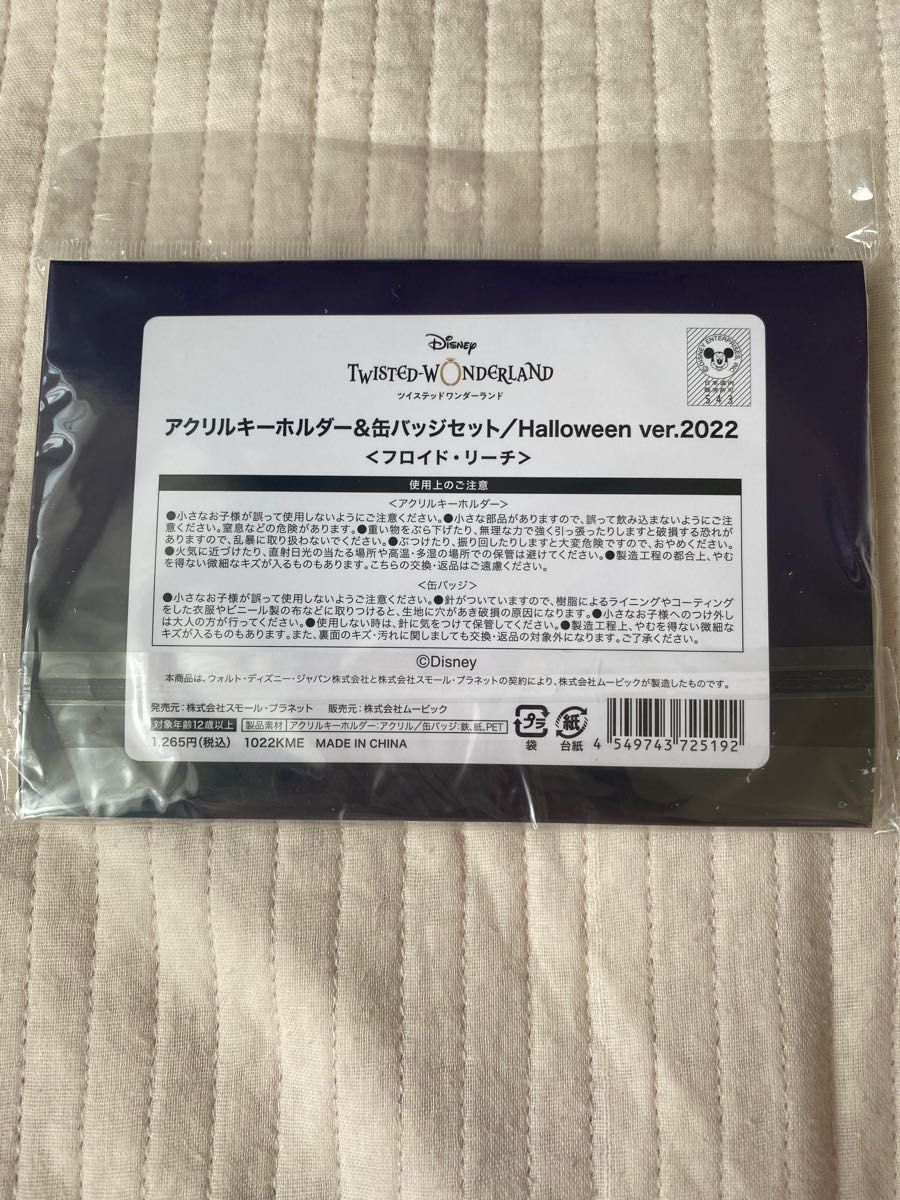 Disney
TWISTED-WONDERLAND
ツイステッドワンダーランド
©DISNEY ENTERPRISES, INC.
日本国内
販売許可
543
アクリルキーホルダー&缶バッジセット/Halloween ver.2022
<フロイド・リーチ>
使用上のご注意
<アクリルキーホルダー>
●小さなお子様が誤って使用しないようにご注意ください。●小さな部品がありますので、誤って飲み込まないようにご注
意ください。窒息などの危険があります。●重い物をぶら下げたり、無理な力で強く引っ張ったりしますと破損する恐れが
ありますので、乱暴に取り扱わないでください。●ぶつけたり、振り回したりしますと大変危険ですので、おやめください。
●火気に近づけたり、直射日光の当たる場所や高温・多湿の場所での保管は避けてください。●製造工程の都合上、やむ
を得ない微細なキズが入るものもあります。こちらの交換・返品はご遠慮ください。
<缶バッジ>
●小さなお子様が誤って使用しないようご注意ください。●針がついていますので、樹脂によるライニングやコーティング
をした衣服やビニール製の布などに取りつけると、生地に穴があき破損の原因になります。●小さなお子様へのつけ外し
は大人の方が行ってください。●使用しない時は、針に気をつけて保管してください。●製造工程上、やむを得ない微細な
キズが入るものもあります。また、裏面のキズ・汚れに関しましても交換・返品の対象外になります。ご了承ください。
©Disney
本商品は、ウォルト・ディズニー・ジャパン株式会社と株式会社スモール・プラネットの契約により、株式会社ムービックが製造したものです。
発売元:株式会社スモール・プラネット 販売元:株式会社ムービック
対象年齢12歳以上 製品素材 アクリルキーホルダー:アクリル/缶バッジ:鉄、紙、PET
1,265円(税込) 1022KME MADE IN CHINA
プラ 袋
紙 台紙
4 549743 725192